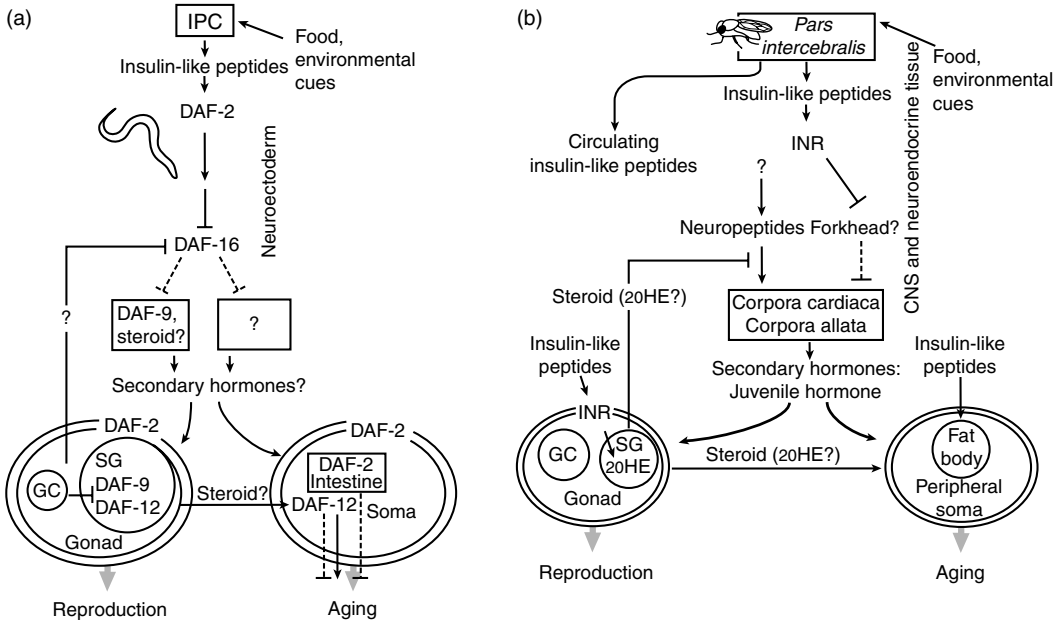 (a)
IPC
Food,
environmental
cues
Insulin-like peptides
DAF-2
Neuroectoderm
DAF-16
?
DAF-9,
steroid?
?
Secondary hormones?
DAF-2
SG
GC
DAF-9
DAF-12
Gonad
Steroid?
DAF-2
DAF-2
Intestine
DAF-12
Soma
Reproduction
Aging
(b)
Pars
intercebralis
Food,
environmental
cues
CNS and neuroendocrine tissue
Insulin-like peptides
Circulating
insulin-like peptides
INR
?
Neuropeptides Forkhead?
Steroid (20HE?)
Corpora cardiaca
Corpora allata
Insulin-like
peptides
Secondary hormones:
Juvenile hormone
Insulin-like
peptides
INR
GC
SG
20HE
Gonad
Steroid (20HE?)
Fat
body
Peripheral
soma
Reproduction
Aging